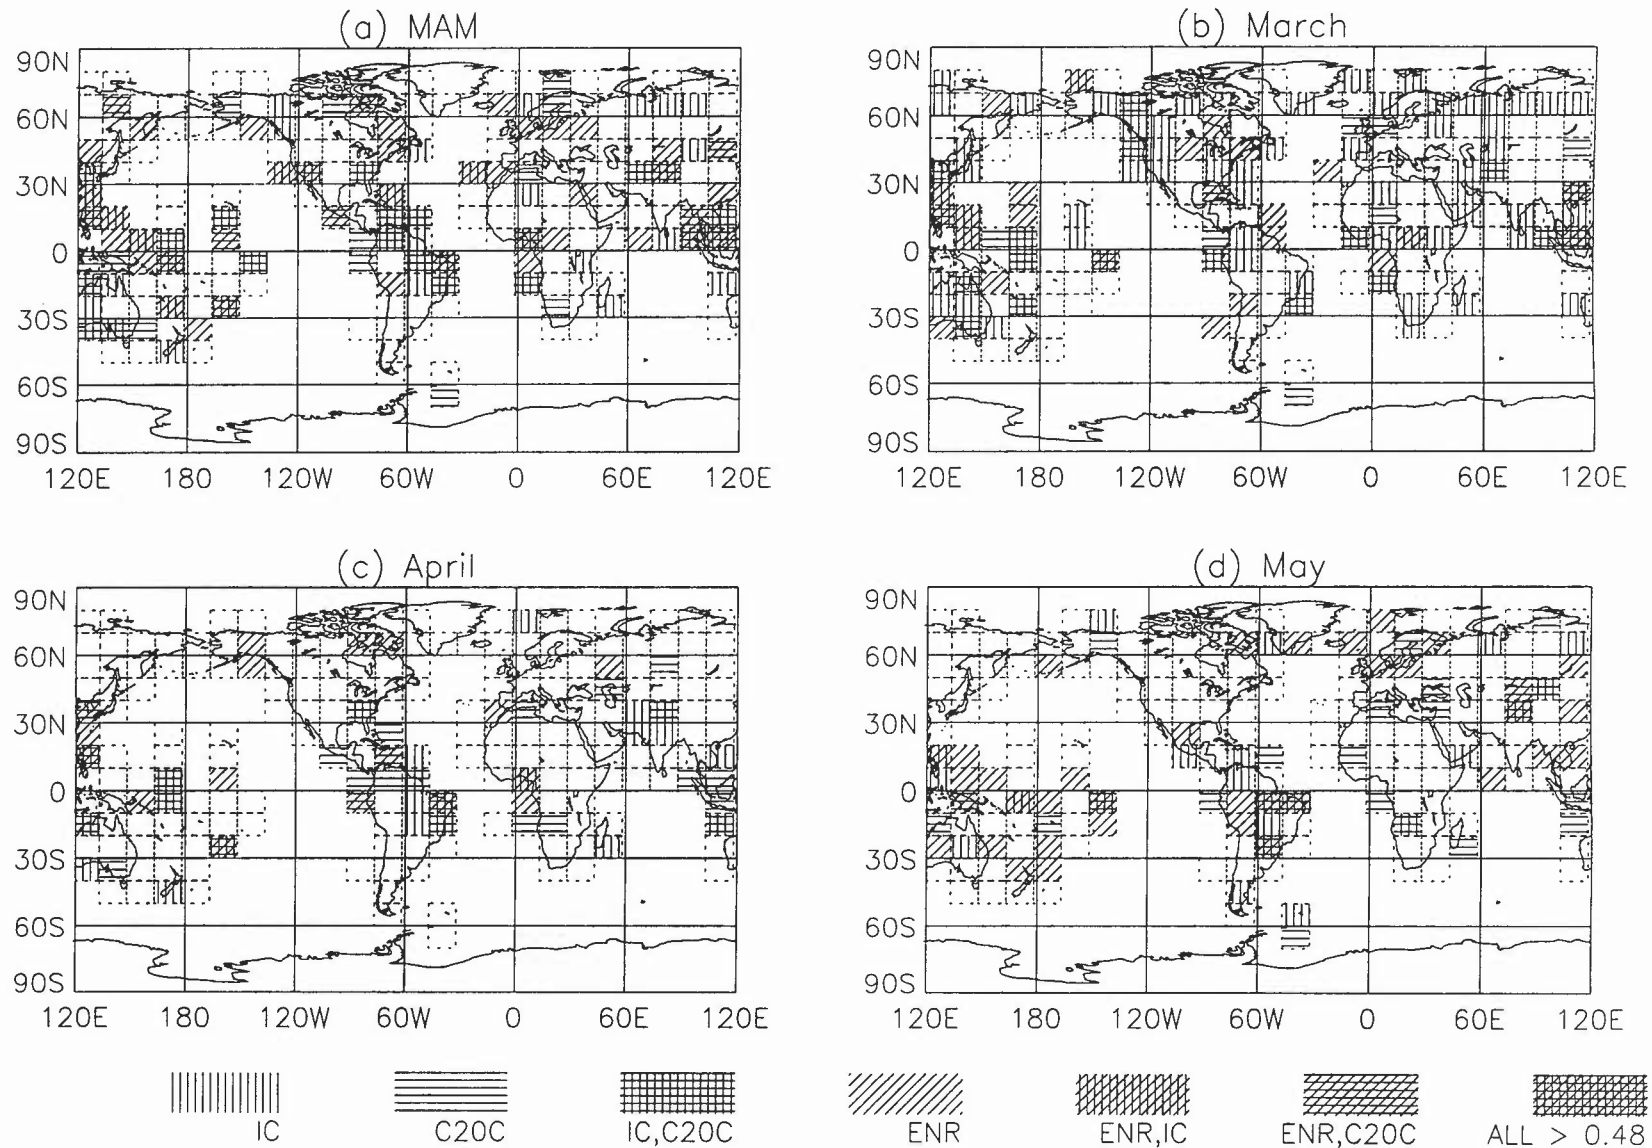 (a) MAM
(b) March
90N
60N
30N
0
30S
60S
90S
120E 180 120W 60W 0 60E 120E
90N
60N
30N
0
30S
60S
90S
120E 180 120W 60W 0 60E 120E
(c) April
(d) May
90N
60N
30N
0
30S
60S
90S
120E 180 120W 60W 0 60E 120E
90N
60N
30N
0
30S
60S
90S
120E 180 120W 60W 0 60E 120E
IC C20C IC,C20C ENR ENR,IC ENR,C20C ALL > 0.48